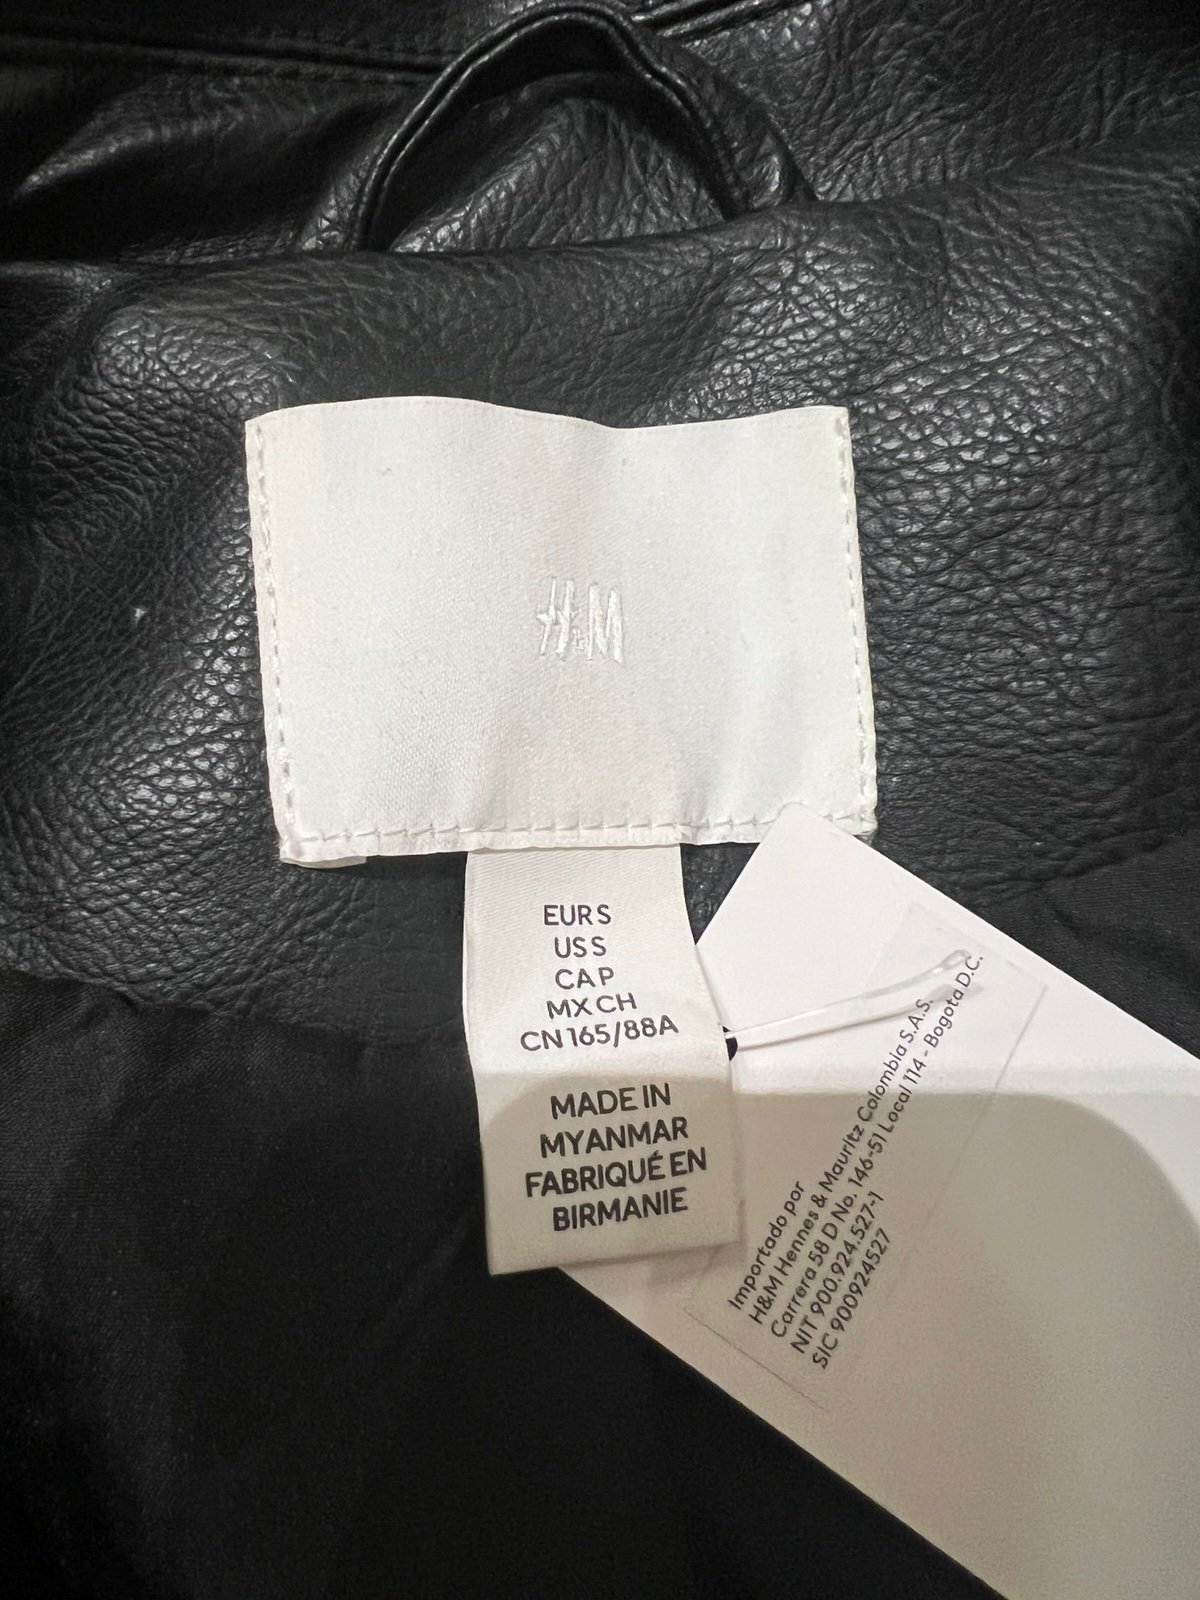 H&M
EUR S
US S
CA P
MX CH
CN 165/88A
MADE IN
MYANMAR
FABRIQUÉ EN
BIRMANIE
Importado por
H&M Hennes & Mauritz Colombia S.A.S.
Carrera 58 D No. 146-51 Local 114 - Bogota D.C.
NIT 900.924.527-1
SIC 900924527